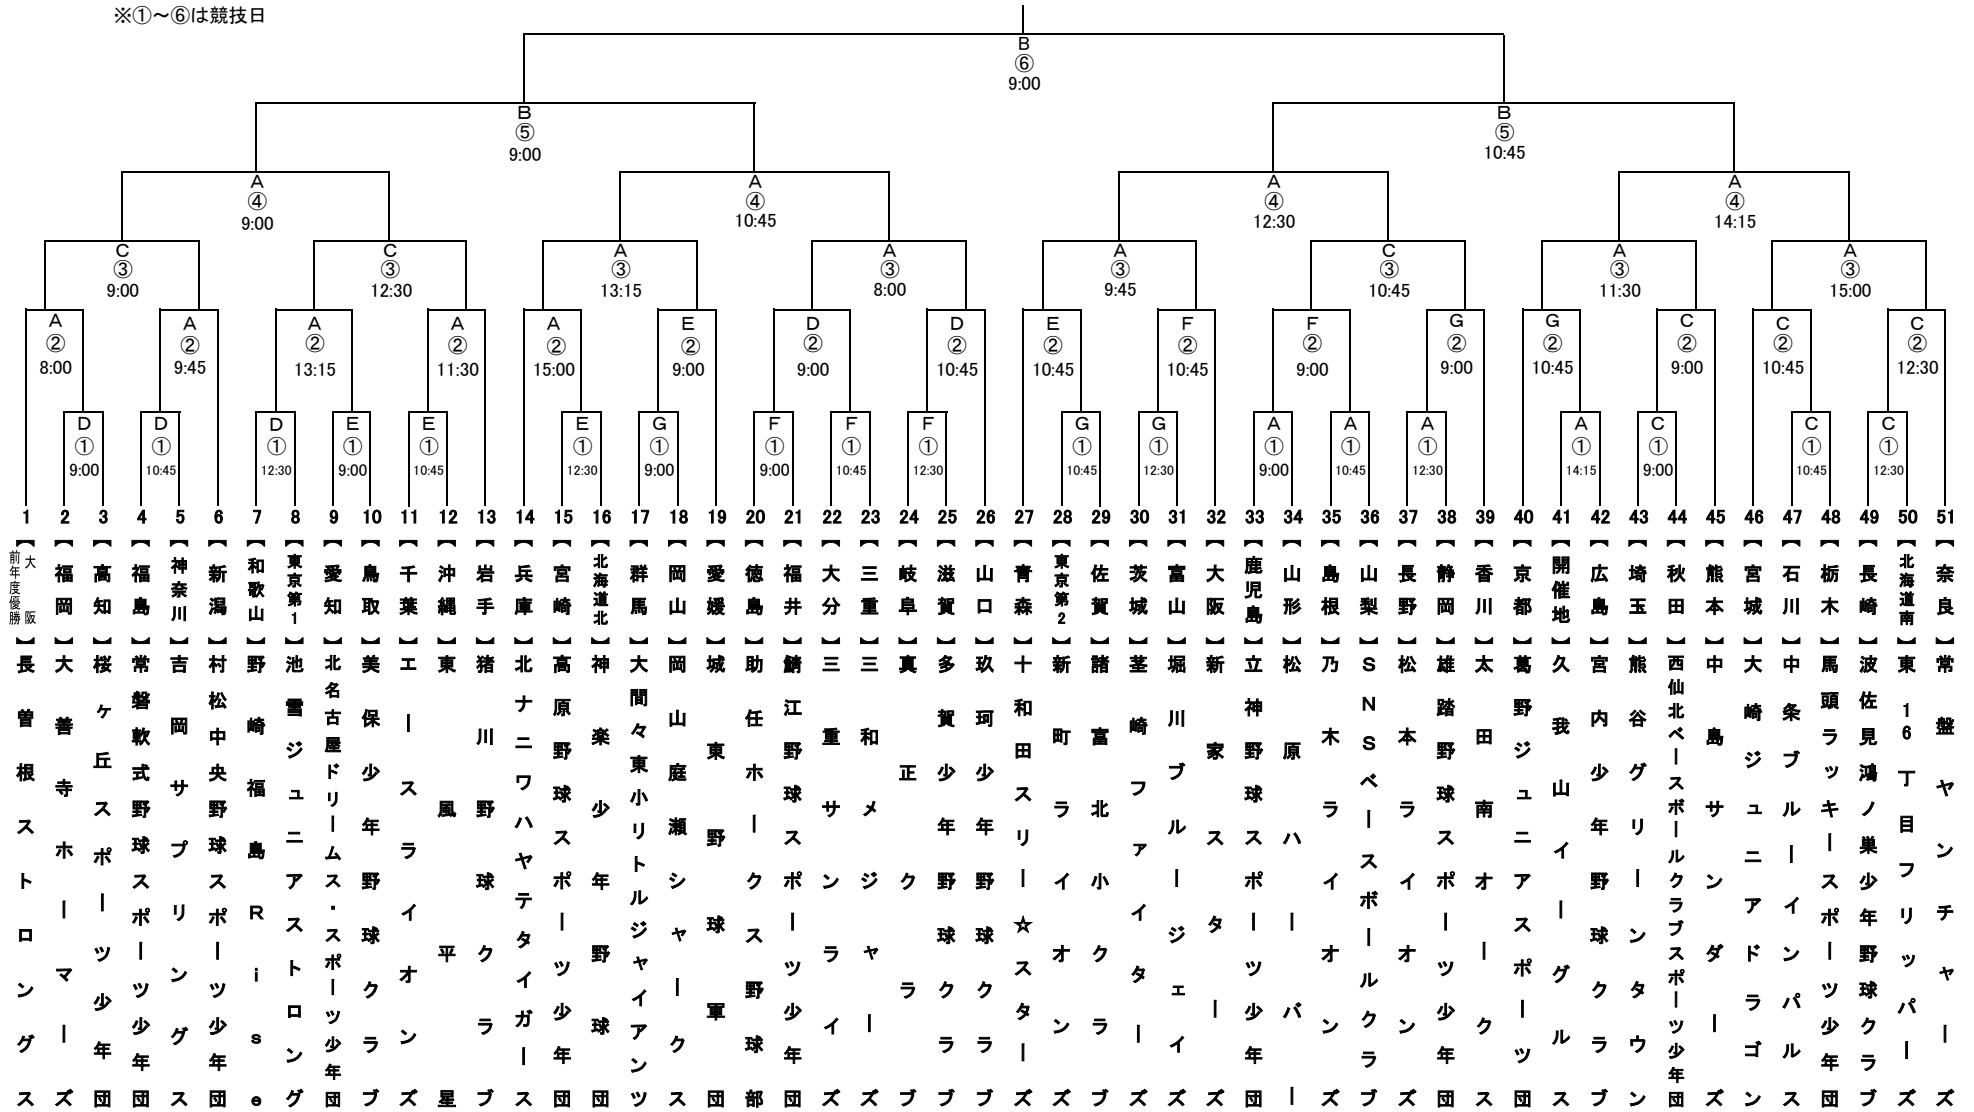 ※①～⑥は競技日
B
⑥
9:00
B
⑤
9:00
B
⑤
10:45
A
④
9:00
A
④
10:45
A
④
12:30
A
④
14:15
C
③
9:00
C
③
12:30
A
③
13:15
A
③
8:00
A
③
9:45
C
③
10:45
A
③
11:30
A
③
15:00
A
②
8:00
A
②
9:45
A
②
13:15
A
②
11:30
A
②
15:00
E
②
9:00
D
②
9:00
D
②
10:45
E
②
10:45
F
②
10:45
F
②
9:00
G
②
9:00
G
②
10:45
C
②
9:00
C
②
10:45
C
②
12:30
D
①
9:00
D
①
10:45
D
①
12:30
E
①
9:00
E
①
10:45
E
①
12:30
G
①
9:00
F
①
9:00
F
①
10:45
F
①
12:30
G
①
10:45
G
①
12:30
A
①
9:00
A
①
10:45
A
①
12:30
A
①
14:15
C
①
9:00
C
①
10:45
C
①
12:30
1【大阪 前年度優勝】長曽根ストロングス
2【福岡】大善寺ホーマーズ
3【高知】桜ヶ丘スポーツ少年団
4【福島】常磐軟式野球スポーツ少年団
5【神奈川】吉岡サプリングス
6【新潟】村松中央野球スポーツ少年団
7【和歌山】野崎福島Rise
8【東京第1】池雪ジュニアストロング
9【愛知】北名古屋ドリームス・スポーツ少年団
10【鳥取】美保少年野球クラブ
11【千葉】エースライオンズ
12【沖縄】東風平星
13【岩手】猪川野球クラブ
14【兵庫】北ナニワハヤテタイガース
15【宮崎】高原野球スポーツ少年団
16【北海道北】神楽少年野球団
17【群馬】大間々東小リトルジャイアンツ
18【岡山】岡山庭瀬シャークス
19【愛媛】城東野球軍団
20【徳島】助任ホークス野球部
21【福井】鯖江野球スポーツ少年団
22【大分】三重サンライズ
23【三重】三和メジャーズ
24【岐阜】真正クラブ
25【滋賀】多賀少年野球クラブ
26【山口】玖珂少年野球クラブ
27【青森】十和田スリー☆スターズ
28【東京第2】新町ライオンズ
29【佐賀】諸富北小クラブ
30【茨城】茎崎ファイターズ
31【富山】堀川ブルージェイズ
32【大阪】新家スターズ
33【鹿児島】立神野球スポーツ少年団
34【山形】松原ハーバー
35【島根】乃木ライオンズ
36【山梨】SNSベースボールクラブ
37【長野】松本ライオンズ
38【静岡】雄踏野球スポーツ少年団
39【香川】太田南オークス
40【京都】葛野ジュニアスポーツ団
41【開催地】久我山イーグルス
42【広島】宮内少年野球クラブ
43【埼玉】熊谷グリーンタウン
44【秋田】西仙北ベースボールクラブスポーツ少年団
45【熊本】中島サンダーズ
46【宮城】大崎ジュニアドラゴン
47【石川】中条ブルーインパルス
48【栃木】馬頭ラッキースポーツ少年団
49【長崎】波佐見鴻ノ巣少年野球クラブ
50【北海道南】東16丁目フリッパーズ
51【奈良】常盤ヤンチャーズ